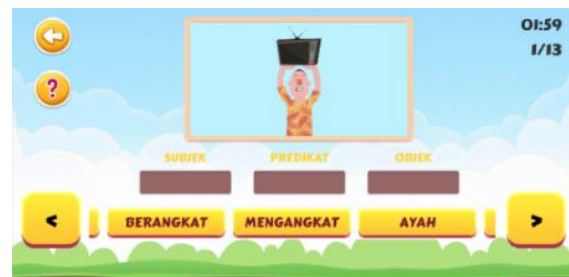 01:59
1/13
?
SUBJEK PREDIKAT OBJEK
< BERANGKAT MENGANGKAT AYAH >